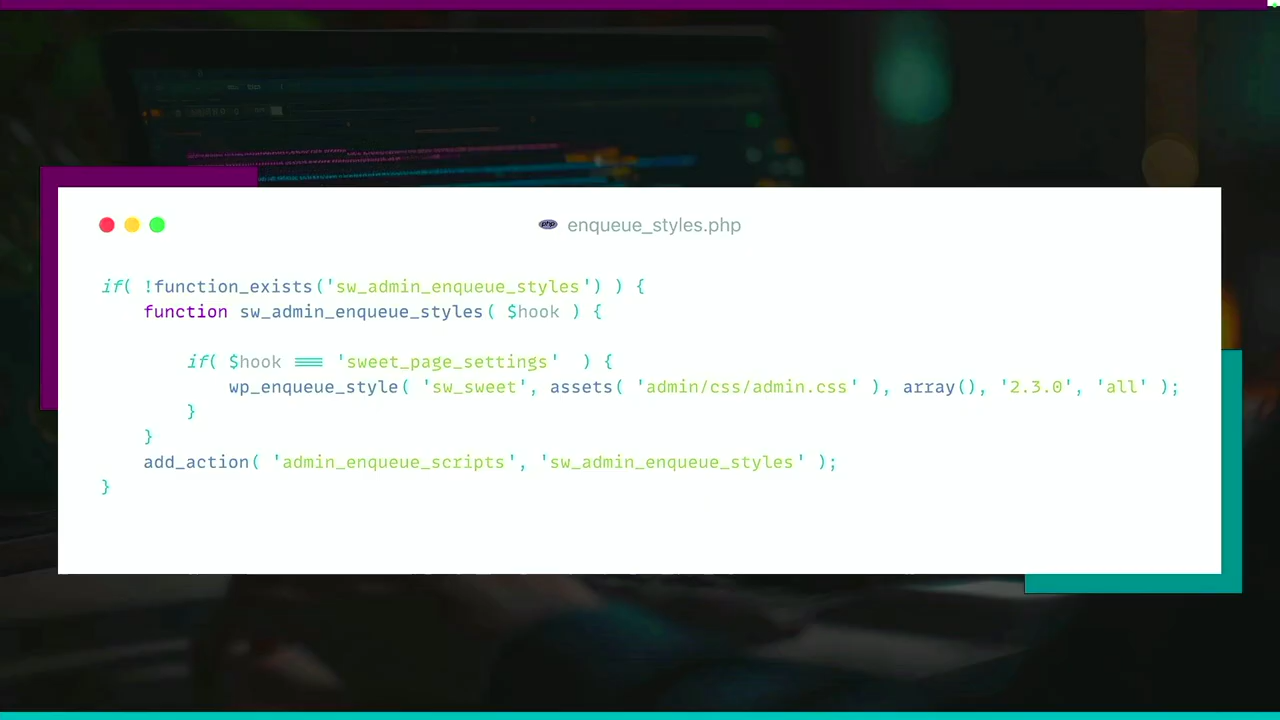 php enqueue_styles.php
if( !function_exists('sw_admin_enqueue_styles') ) {
function sw_admin_enqueue_styles( $hook ) {
if( $hook === 'sweet_page_settings'  ) {
wp_enqueue_style( 'sw_sweet', assets( 'admin/css/admin.css' ), array(), '2.3.0', 'all' );
}
}
add_action( 'admin_enqueue_scripts', 'sw_admin_enqueue_styles' );
}